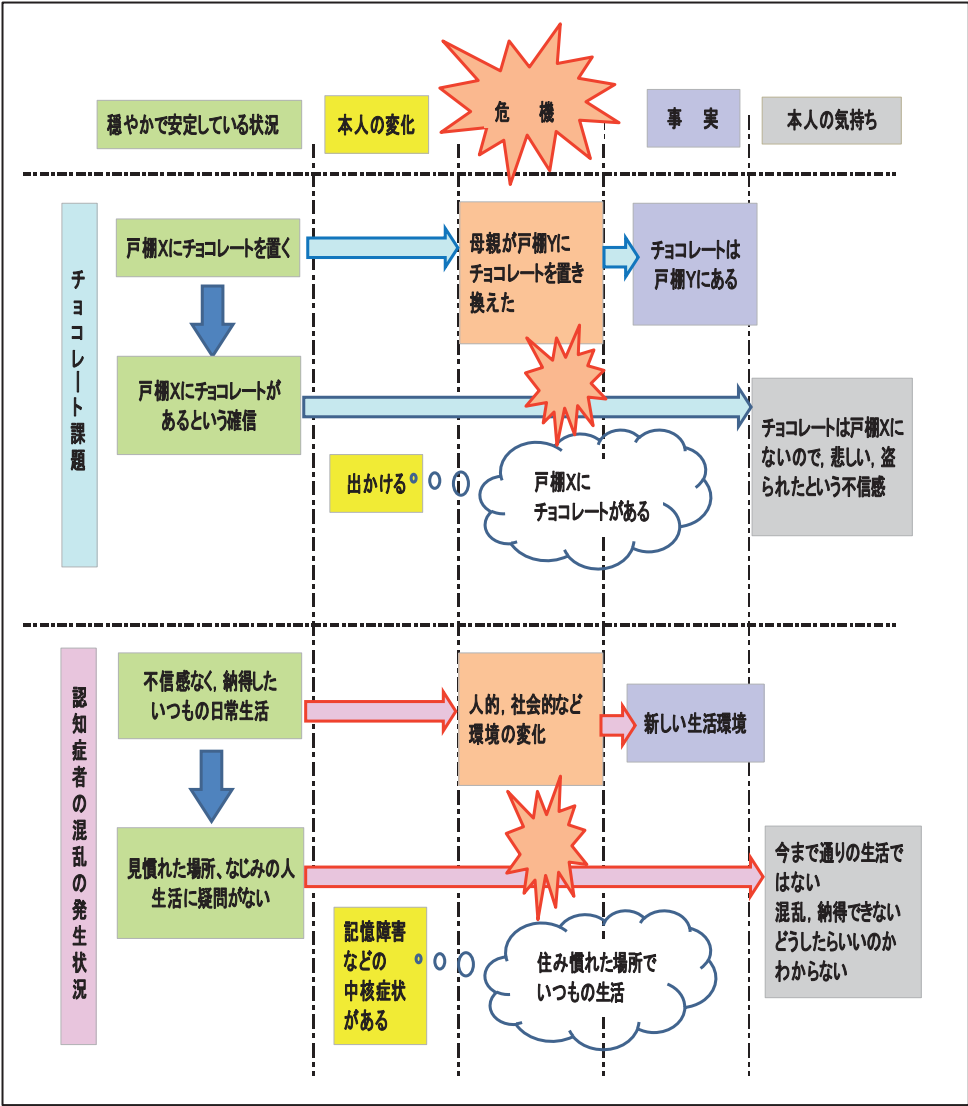 穏やかで安定している状況
本人の変化
危　機
事　実
本人の気持ち
チョコレート課題
戸棚Xにチョコレートを置く
母親が戸棚Yに
チョコレートを置き
換えた
チョコレートは
戸棚Yにある
戸棚Xにチョコレートが
あるという確信
チョコレートは戸棚Xに
ないので，悲しい，盗
られたという不信感
出かける
戸棚Xに
チョコレートがある
認知症者の混乱の発生状況
不信感なく，納得した
いつもの日常生活
人的，社会的など
環境の変化
新しい生活環境
見慣れた場所、なじみの人
生活に疑問がない
今まで通りの生活で
はない
混乱，納得できない
どうしたらいいのか
わからない
記憶障害
などの
中核症状
がある
住み慣れた場所で
いつもの生活